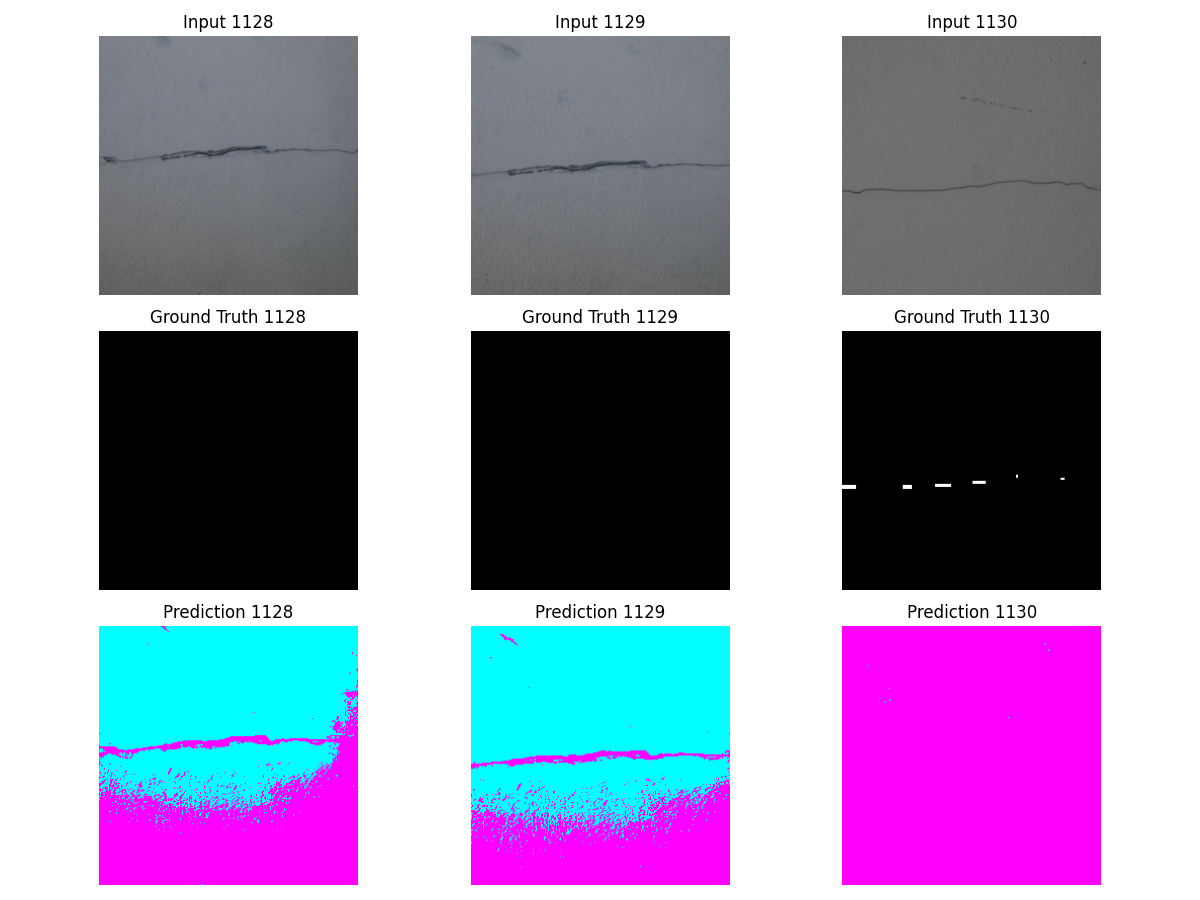 Input 1128
Input 1129
Input 1130
Ground Truth 1128
Ground Truth 1129
Ground Truth 1130
Prediction 1128
Prediction 1129
Prediction 1130